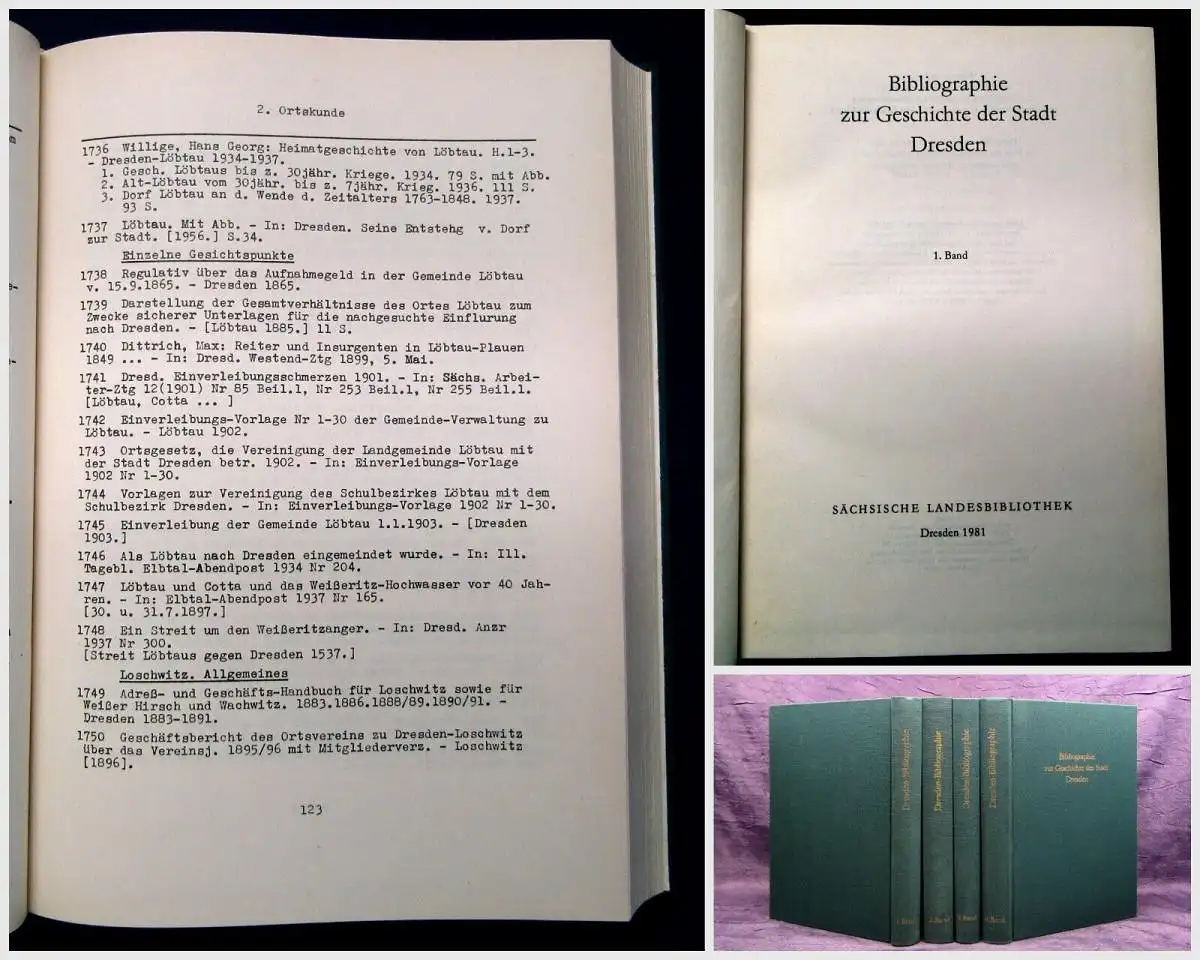 2. Ortskunde
1736 Willige, Hans Georg: Heimatgeschichte von Löbtau. H.1-3.
- Dresden-Löbtau 1934-1937.
1. Gesch. Löbtaus bis z. 30jähr. Kriege. 1934. 79 S. mit Abb.
2. Alt-Löbtau vom 30jähr. bis z. 7jähr. Krieg. 1936. 111 S.
3. Dorf Löbtau an d. Wende d. Zeitalters 1763-1848. 1937.
93 S.
1737 Löbtau. Mit Abb. - In: Dresden. Seine Entstehg v. Dorf
zur Stadt. [1956.] S.34.
Einzelne Gesichtspunkte
1738 Regulativ über das Aufnahmegeld in der Gemeinde Löbtau
v. 15.9.1865. - Dresden 1865.
1739 Darstellung der Gesamtverhältnisse des Ortes Löbtau zum
Zwecke sicherer Unterlagen für die nachgesuchte Einflurung
nach Dresden. - [Löbtau 1885.] 11 S.
1740 Dittrich, Max: Reiter und Insurgenten in Löbtau-Plauen
1849 ... - In: Dresd. Westend-Ztg 1899, 5. Mai.
1741 Dresd. Einverleibungsschmerzen 1901. - In: Sächs. Arbei-
ter-Ztg 12(1901) Nr 85 Beil.1, Nr 253 Beil.1, Nr 255 Beil.1.
[Löbtau, Cotta ... ]
1742 Einverleibungs-Vorlage Nr 1-30 der Gemeinde-Verwaltung zu
Löbtau. - Löbtau 1902.
1743 Ortsgesetz, die Vereinigung der Landgemeinde Löbtau mit
der Stadt Dresden betr. 1902. - In: Einverleibungs-Vorlage
1902 Nr 1-30.
1744 Vorlagen zur Vereinigung des Schulbezirkes Löbtau mit dem
Schulbezirk Dresden. - In: Einverleibungs-Vorlage 1902 Nr 1-30.
1745 Einverleibung der Gemeinde Löbtau 1.1.1903. - [Dresden
1903.]
1746 Als Löbtau nach Dresden eingemeindet wurde. - In: Ill.
Tagebl. Elbtal-Abendpost 1934 Nr 204.
1747 Löbtau und Cotta und das Weißeritz-Hochwasser vor 40 Jah-
ren. - In: Elbtal-Abendpost 1937 Nr 165.
[30. u. 31.7.1897.]
1748 Ein Streit um den Weißeritzanger. - In: Dresd. Anzr
1937 Nr 300.
[Streit Löbtaus gegen Dresden 1537.]
Loschwitz. Allgemeines
1749 Adreß- und Geschäfts-Handbuch für Loschwitz sowie für
Weißer Hirsch und Wachwitz. 1883.1886.1888/89.1890/91. -
Dresden 1883-1891.
1750 Geschäftsbericht des Ortsvereins zu Dresden-Loschwitz
über das Vereinsj. 1895/96 mit Mitgliederverz. - Loschwitz
[1896].
123
Bibliographie
zur Geschichte der Stadt
Dresden
1. Band
SÄCHSISCHE LANDESBIBLIOTHEK
Dresden 1981
Dresden-Bibliographie
1. Band
Dresden-Bibliographie
2. Band
Dresden-Bibliographie
3. Band
Dresden-Bibliographie
4. Band
Bibliographie
zur Geschichte der Stadt
Dresden